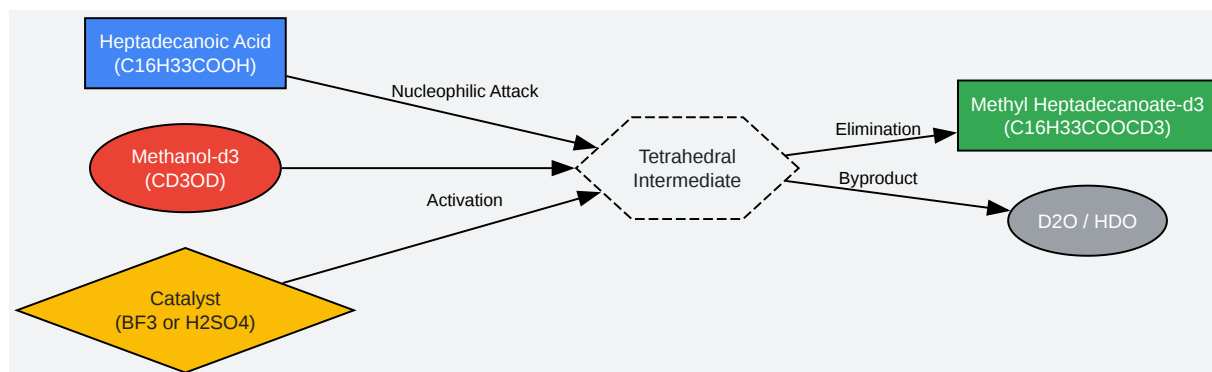 Heptadecanoic Acid
(C16H33COOH)
Nucleophilic Attack
Methanol-d3
(CD3OD)
Activation
Catalyst
(BF3 or H2SO4)
Tetrahedral
Intermediate
Elimination
Methyl Heptadecanoate-d3
(C16H33COOCD3)
Byproduct
D2O / HDO